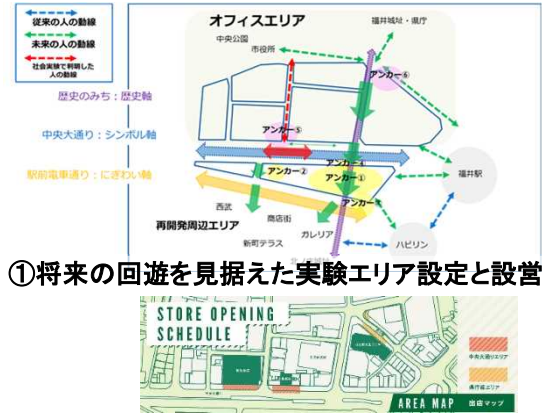 従来の人の動線
未来の人の動線
社会実験で判明した
人の動線
オフィスエリア
中央公園
市役所
福井城址・県庁
アンカー⑥
歴史のみち：歴史軸
アンカー⑤
中央大通り：シンボル軸
アンカー④
アンカー②
アンカー①
福井駅
駅前電車通り：にぎわい軸
西武
商店街
再開発周辺エリア
新町テラス
ガレリア
ハピリン
①将来の回遊を見据えた実験エリア設定と設営
STORE OPENING
SCHEDULE
中央大通りエリア
県庁線エリア
AREA MAP 出店マップ